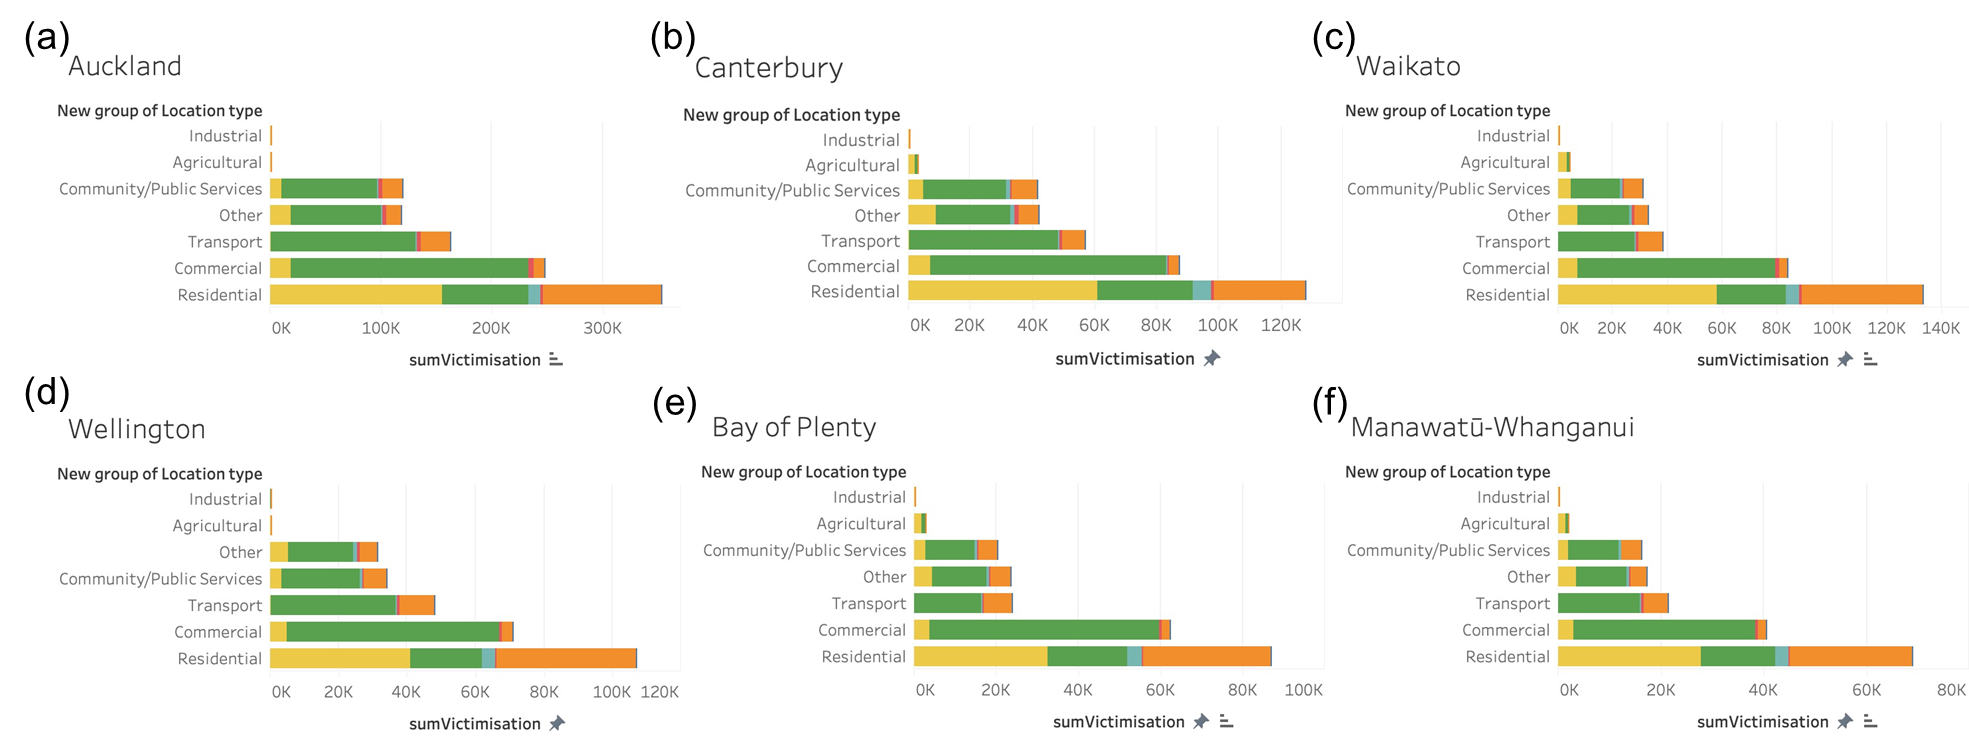 (a)
Auckland
New group of Location type
Industrial
Agricultural
Community/Public Services
Other
Transport
Commercial
Residential
0K 100K 200K 300K
sumVictimisation
(b)
Canterbury
New group of Location type
Industrial
Agricultural
Community/Public Services
Other
Transport
Commercial
Residential
0K 20K 40K 60K 80K 100K 120K
sumVictimisation
(c)
Waikato
New group of Location type
Industrial
Agricultural
Community/Public Services
Other
Transport
Commercial
Residential
0K 20K 40K 60K 80K 100K 120K 140K
sumVictimisation
(d)
Wellington
New group of Location type
Industrial
Agricultural
Other
Community/Public Services
Transport
Commercial
Residential
0K 20K 40K 60K 80K 100K 120K
sumVictimisation
(e)
Bay of Plenty
New group of Location type
Industrial
Agricultural
Community/Public Services
Other
Transport
Commercial
Residential
0K 20K 40K 60K 80K 100K
sumVictimisation
(f)
Manawatū-Whanganui
New group of Location type
Industrial
Agricultural
Community/Public Services
Other
Transport
Commercial
Residential
0K 20K 40K 60K 80K
sumVictimisation